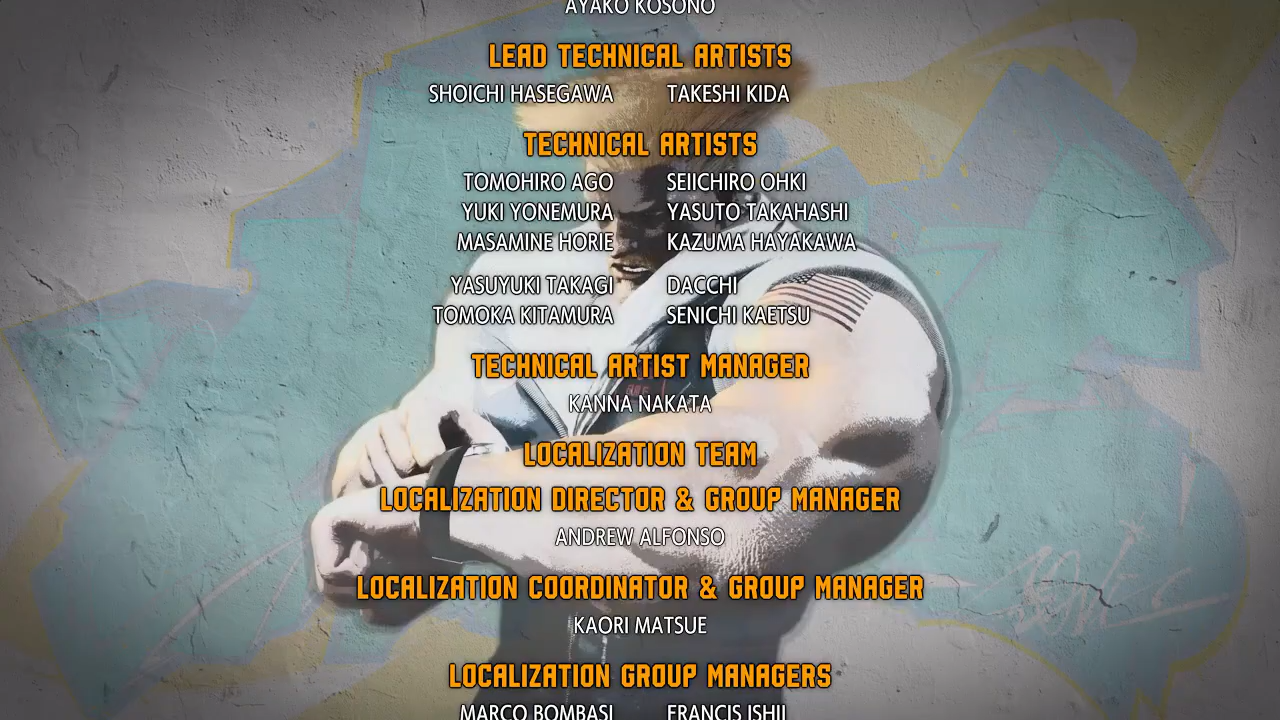 AYAKO KOSONO
LEAD TECHNICAL ARTISTS
SHOICHI HASEGAWA TAKESHI KIDA
TECHNICAL ARTISTS
TOMOHIRO AGO SEIICHIRO OHKI
YUKI YONEMURA YASUTO TAKAHASHI
MASAMINE HORIE KAZUMA HAYAKAWA
YASUYUKI TAKAGI DACCHI
TOMOKA KITAMURA SENICHI KAETSU
TECHNICAL ARTIST MANAGER
KANNA NAKATA
LOCALIZATION TEAM
LOCALIZATION DIRECTOR & GROUP MANAGER
ANDREW ALFONSO
LOCALIZATION COORDINATOR & GROUP MANAGER
KAORI MATSUE
LOCALIZATION GROUP MANAGERS
MARCO BOMBASI FRANCIS ISHII